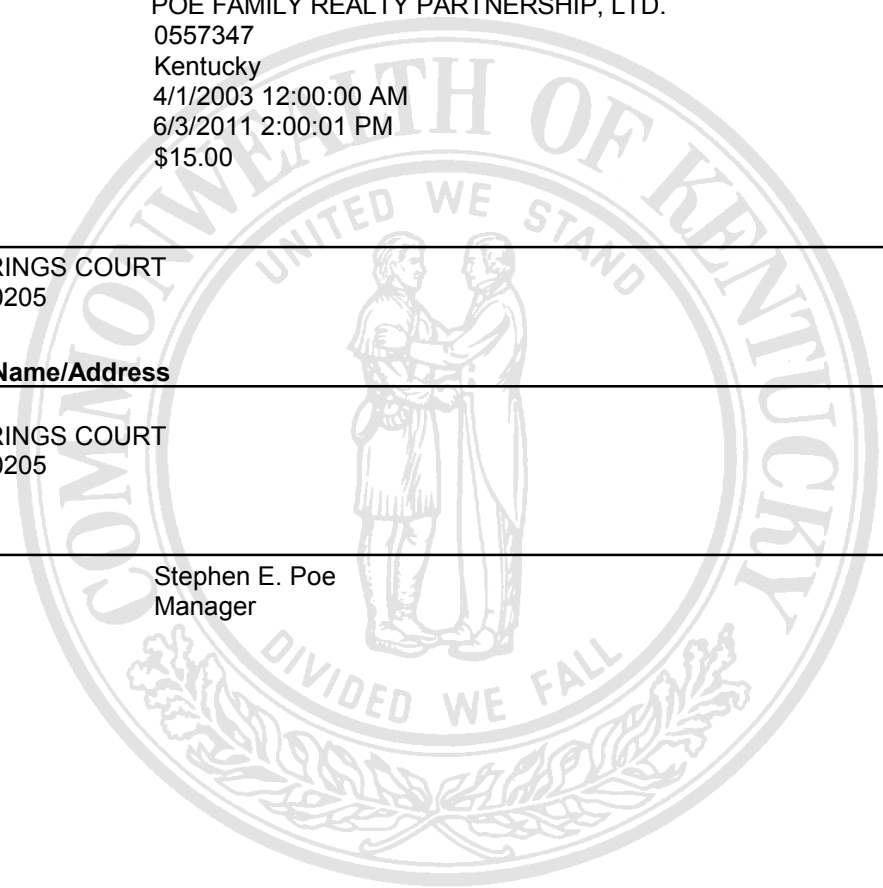 POE FAMILY REALTY PARTNERSHIP, LTD.
0557347
Kentucky
4/1/2003 12:00:00 AM
6/3/2011 2:00:01 PM
$15.00
COMMONWEALTH OF KENTUCKY
UNITED WE STAND
RINGS COURT
0205
Name/Address
RINGS COURT
0205
Stephen E. Poe
Manager
DIVIDED WE FALL